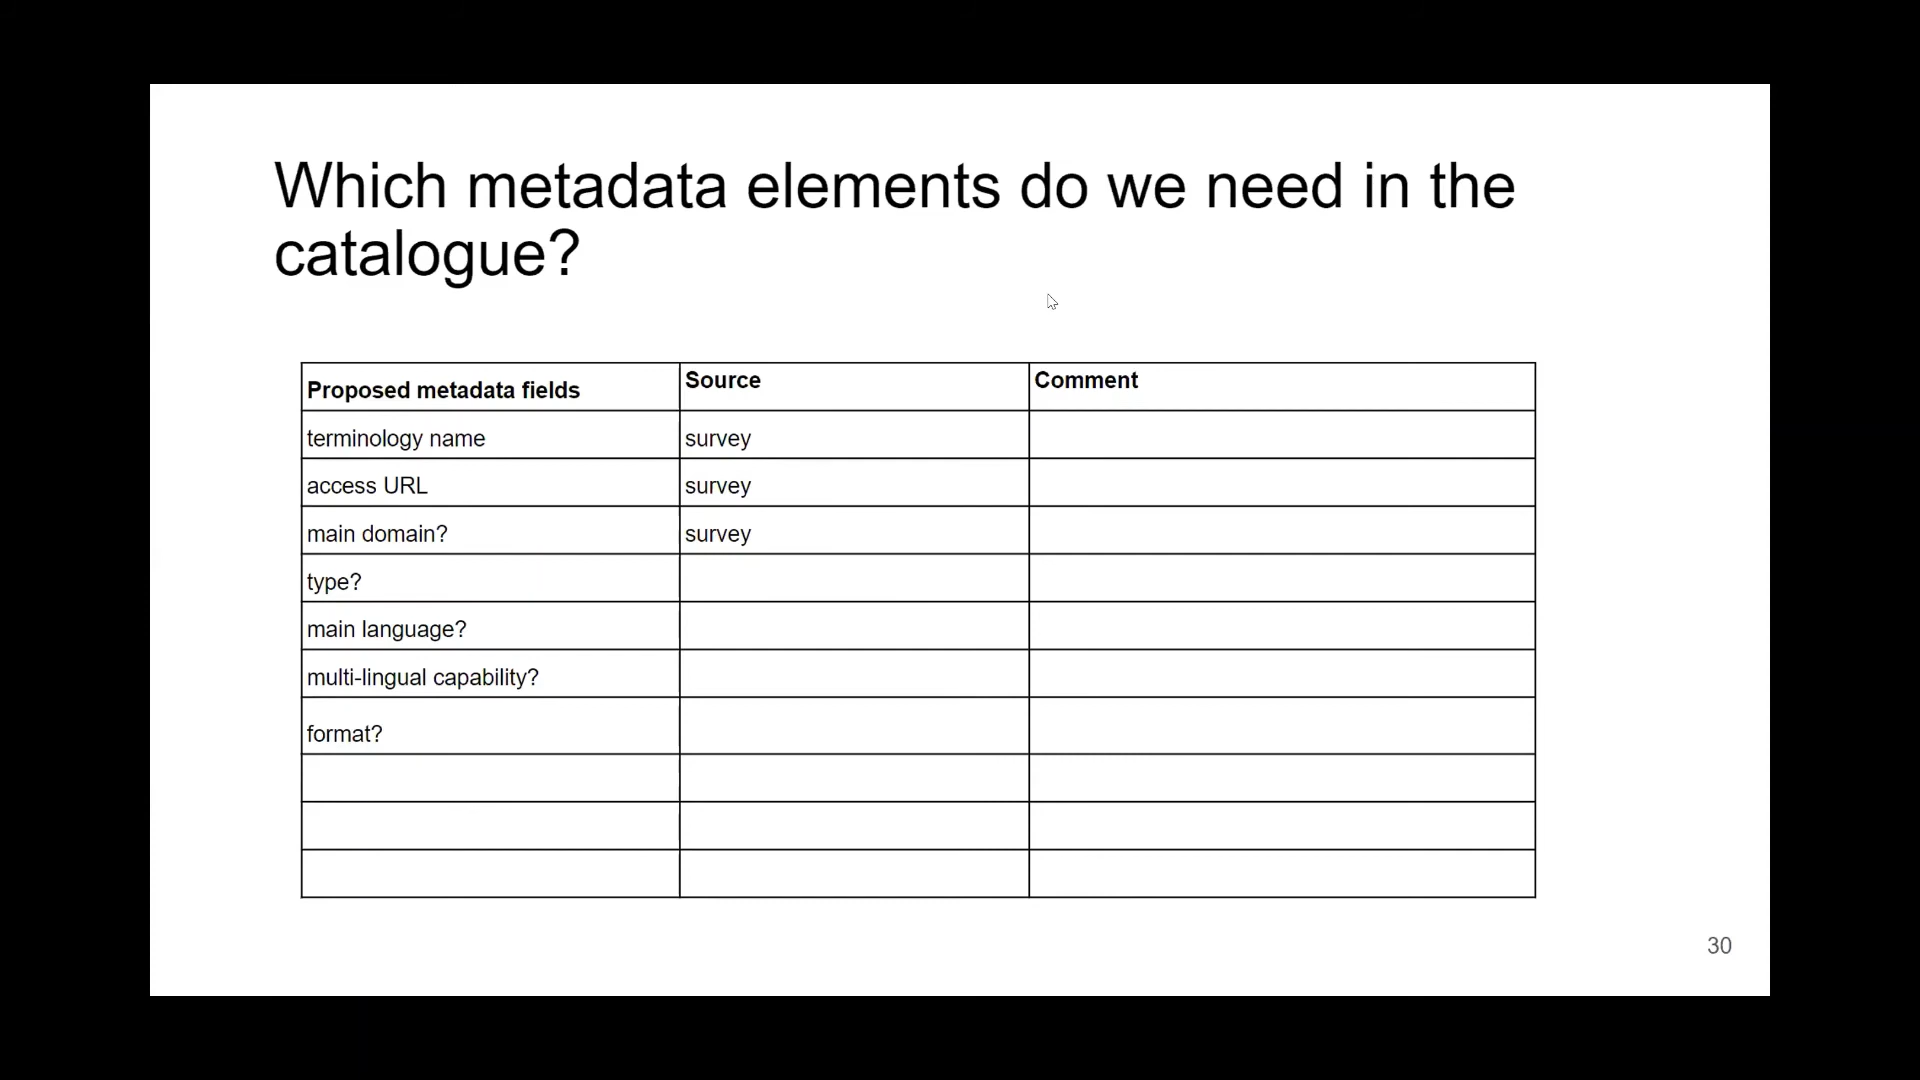 Which metadata elements do we need in the
catalogue?
Proposed metadata fields Source Comment
terminology name survey
access URL survey
main domain? survey
type?
main language?
multi-lingual capability?
format?
30